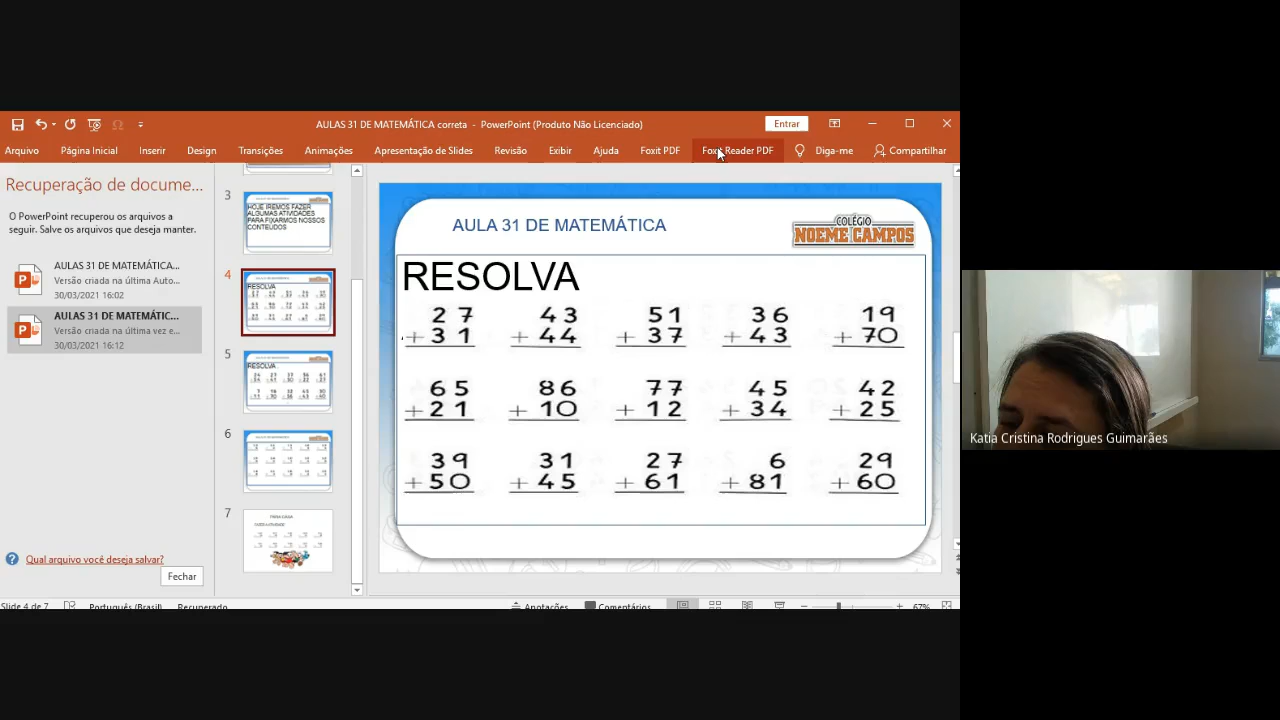 AULAS 31 DE MATEMÁTICA correta - PowerPoint (Produto Não Licenciado)
Entrar
Arquivo Página Inicial Inserir Design Transições Animações Apresentação de Slides Revisão Exibir Ajuda Foxit PDF Foxit Reader PDF Diga-me Compartilhar
Recuperação de docume...
O PowerPoint recuperou os arquivos a
seguir. Salve os arquivos que deseja manter.
AULAS 31 DE MATEMÁTICA...
Versão criada na última Auto...
30/03/2021 16:02
AULAS 31 DE MATEMÁTIC...
Versão criada na última vez e...
30/03/2021 16:12
Qual arquivo você deseja salvar?
Fechar
3
HOJE IREMOS FAZER
ALGUMAS ATIVIDADES
PARA FIXARMOS NOSSOS
CONTEÚDOS
4
RESOLVA
5
RESOLVA
6
7
AULA 31 DE MATEMÁTICA
COLÉGIO
NOEME CAMPOS
RESOLVA
27 43 51 36 19
+31 +44 +37 +43 +70
65 86 77 45 42
+21 +10 +12 +34 +25
39 31 27 6 29
+50 +45 +61 +81 +60
Slide 4 de 7 Português (Brasil) Recuperado Anotações Comentários 67%
Katia Cristina Rodrigues Guimarães